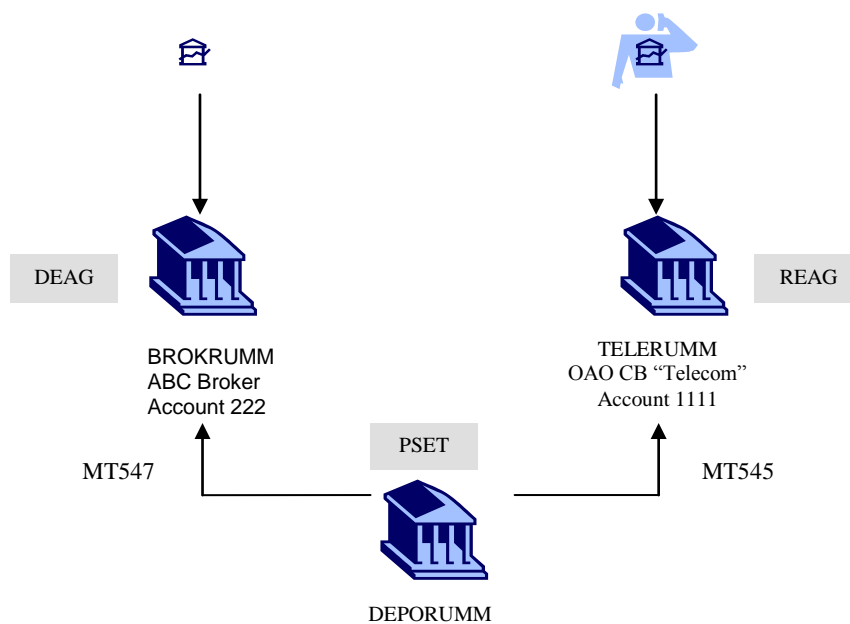 DEAG
REAG
BROKRUMM
ABC Broker
Account 222
TELERUMM
OAO CB “Telecom”
Account 1111
PSET
MT547
MT545
DEPORUMM